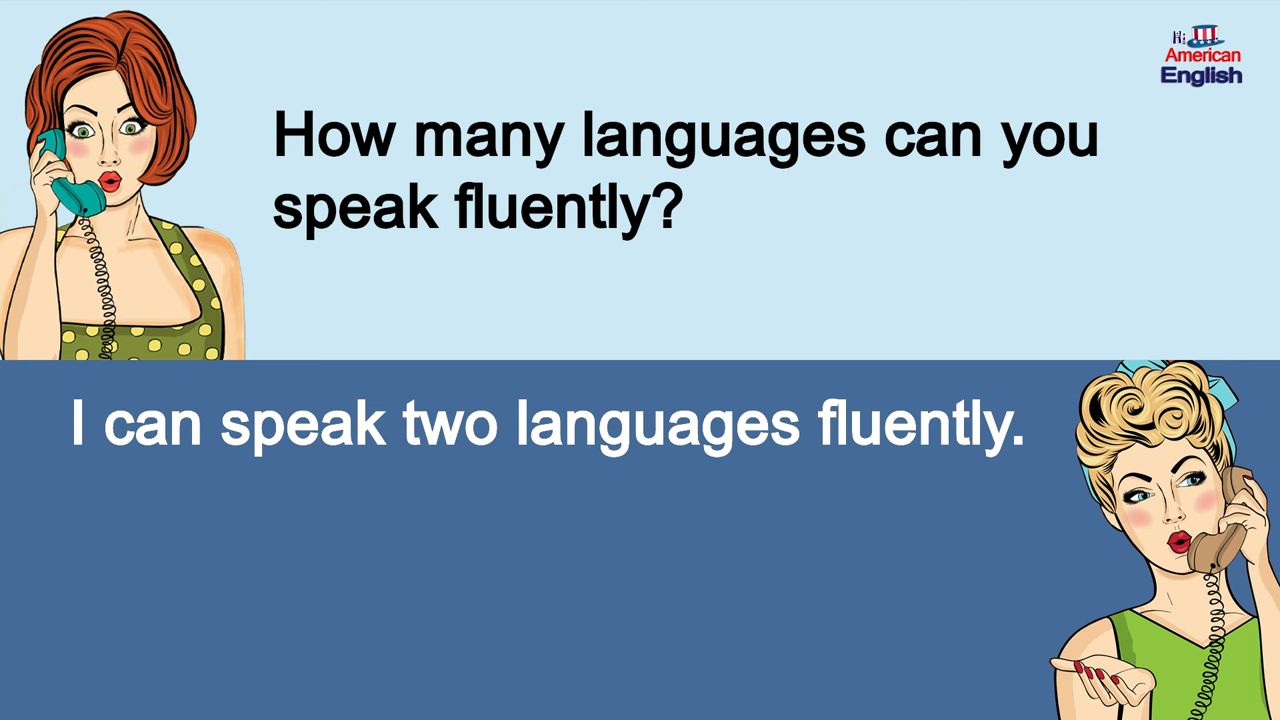 Hi
American
English
How many languages can you
speak fluently?
I can speak two languages fluently.